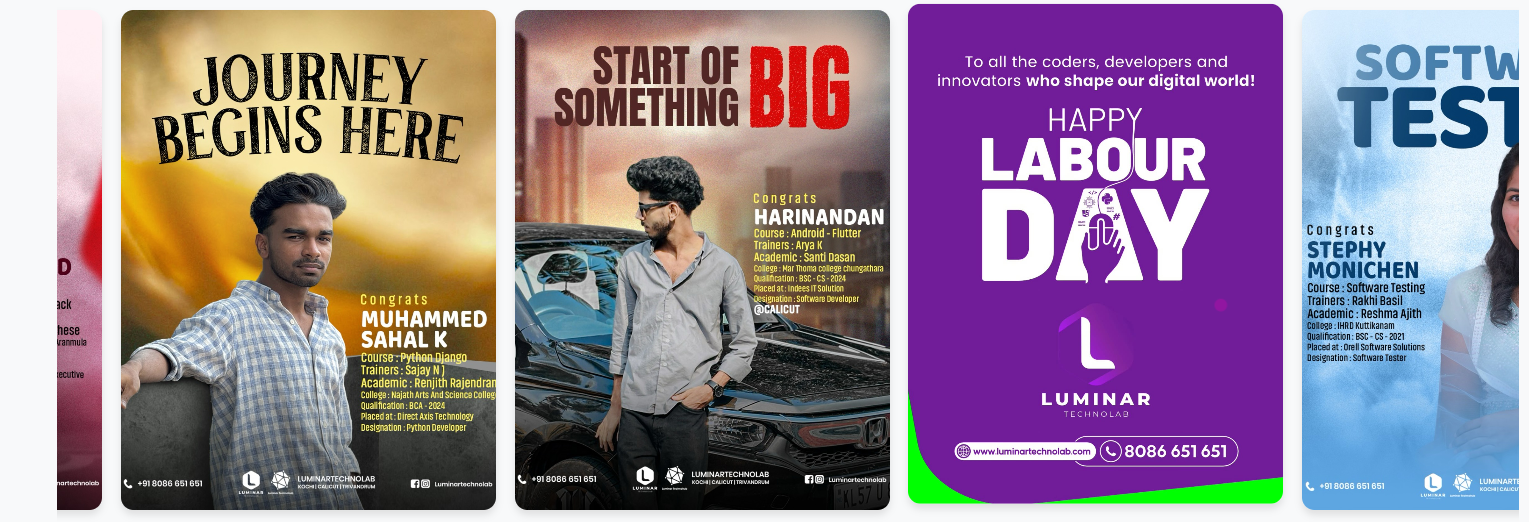 D
ack
hese
vanmula
xecutive
nartechnolab
JOURNEY
BEGINS HERE
Congrats
MUHAMMED
SAHAL K
Course : Python Django
Trainers : Sajay N J
Academic : Renjith Rajendran
College : Najath Arts And Science College
Qualification : BCA - 2024
Placed at : Direct Axis Technology
Designation : Python Developer
+91 8086 651 651
LUMINAR
LUMINARTECHNOLAB
KOCHI | CALICUT | TRIVANDRUM
Luminartechnolab
START OF
SOMETHING BIG
Congrats
HARINANDAN
Course : Android - Flutter
Trainers : Arya K
Academic : Santi Dasan
College : Mar Thoma college chungathara
Qualification : BSC - CS - 2024
Placed at : Indees IT Solution
Designation : Software Developer
@CALICUT
+91 8086 651 651
LUMINAR
LUMINARTECHNOLAB
KOCHI | CALICUT | TRIVANDRUM
Luminartechnolab
To all the coders, developers and
innovators who shape our digital world!
HAPPY
LABOUR
DAY
LUMINAR
TECHNOLAB
www.luminartechnolab.com
8086 651 651
SOFTW
TEST
Congrats
STEPHY
MONICHEN
Course : Software Testing
Trainers : Rakhi Basil
Academic : Reshma Ajith
College : IHRD Kuttikanam
Qualification : BSC - CS - 2021
Placed at : Orell Software Solutions
Designation : Software Tester
+91 8086 651 651
LUMINAR
LUMINARTE
KOCHI | CAL